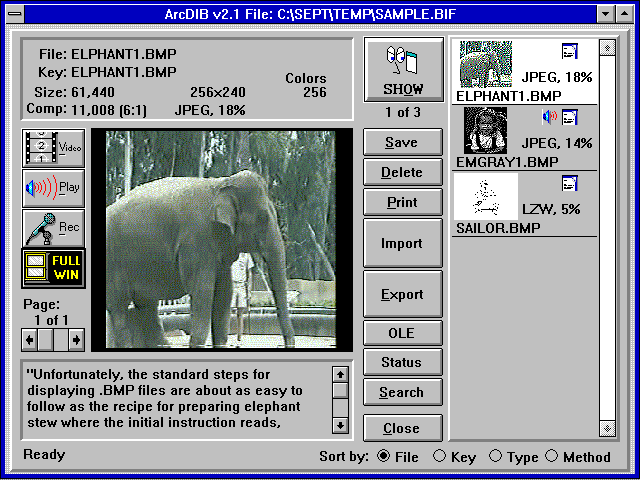 ArcDIB v2.1 File: C:\SEPT\TEMP\SAMPLE.BIF
File: ELPHANT1.BMP
Key: ELPHANT1.BMP
Colors
Size: 61,440 256×240 256
Comp: 11,008 (6:1) JPEG, 18%
SHOW
1 of 3
JPEG, 18%
ELPHANT1.BMP
JPEG, 14%
EMGRAY1.BMP
LZW, 5%
SAILOR.BMP
3
2
1
Video
Play
Rec
FULL
WIN
Page:
1 of 1
Save
Delete
Print
Import
Export
OLE
Status
Search
Close
"Unfortunately, the standard steps for
displaying .BMP files are about as easy to
follow as the recipe for preparing elephant
stew where the initial instruction reads,
Ready
Sort by: File Key Type Method